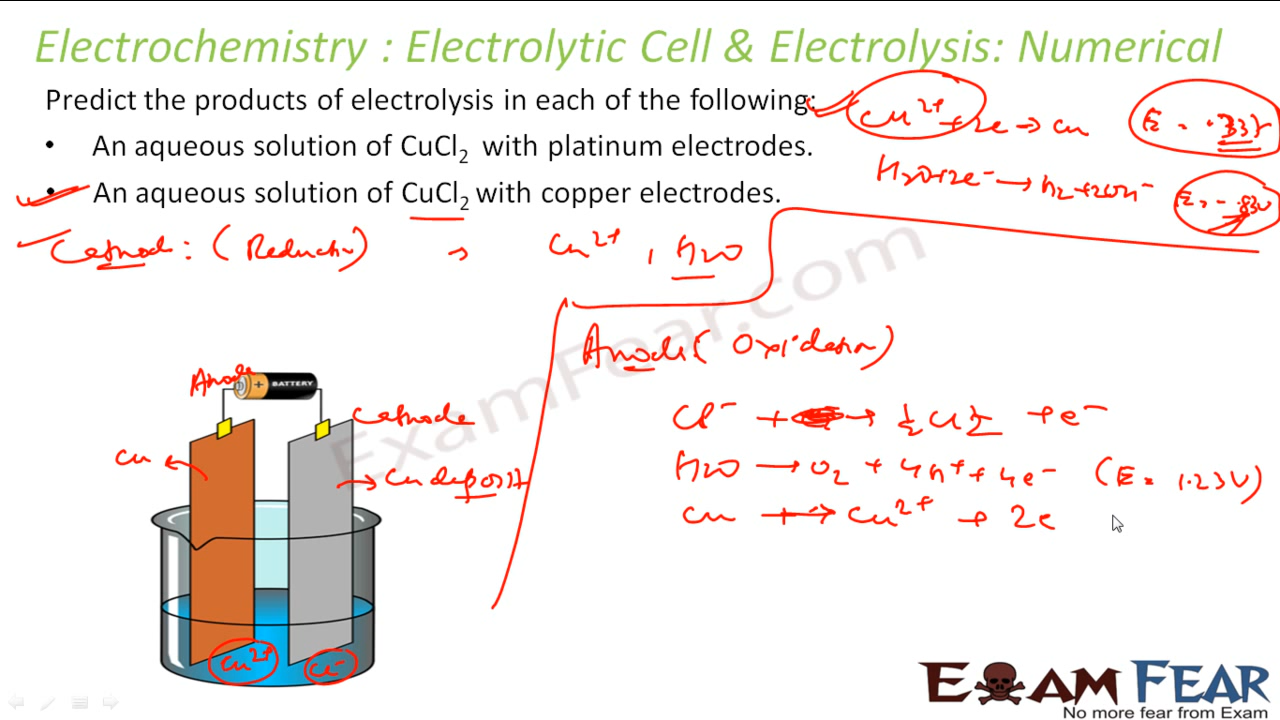 Electrochemistry : Electrolytic Cell & Electrolysis: Numerical
Predict the products of electrolysis in each of the following:
• An aqueous solution of CuCl2 with platinum electrodes.
• An aqueous solution of CuCl2 with copper electrodes.
Cu2+ + 2e → Cu
H2O + 2e- → H2 + 2OH-
Cathode: (Reduction) → Cu2+, H2O
Anode (Oxidation)
Cl- + → 1/2 Cl2 + e-
H2O → O2 + 4H+ + 4e- (E = 1.23V)
Cu → Cu2+ + 2e
Anode
+ BATTERY
Cathode
Cu
Cu deposit
Cu2+
Cl-
ExamFear.com
EXAM FEAR
No more fear from Exam